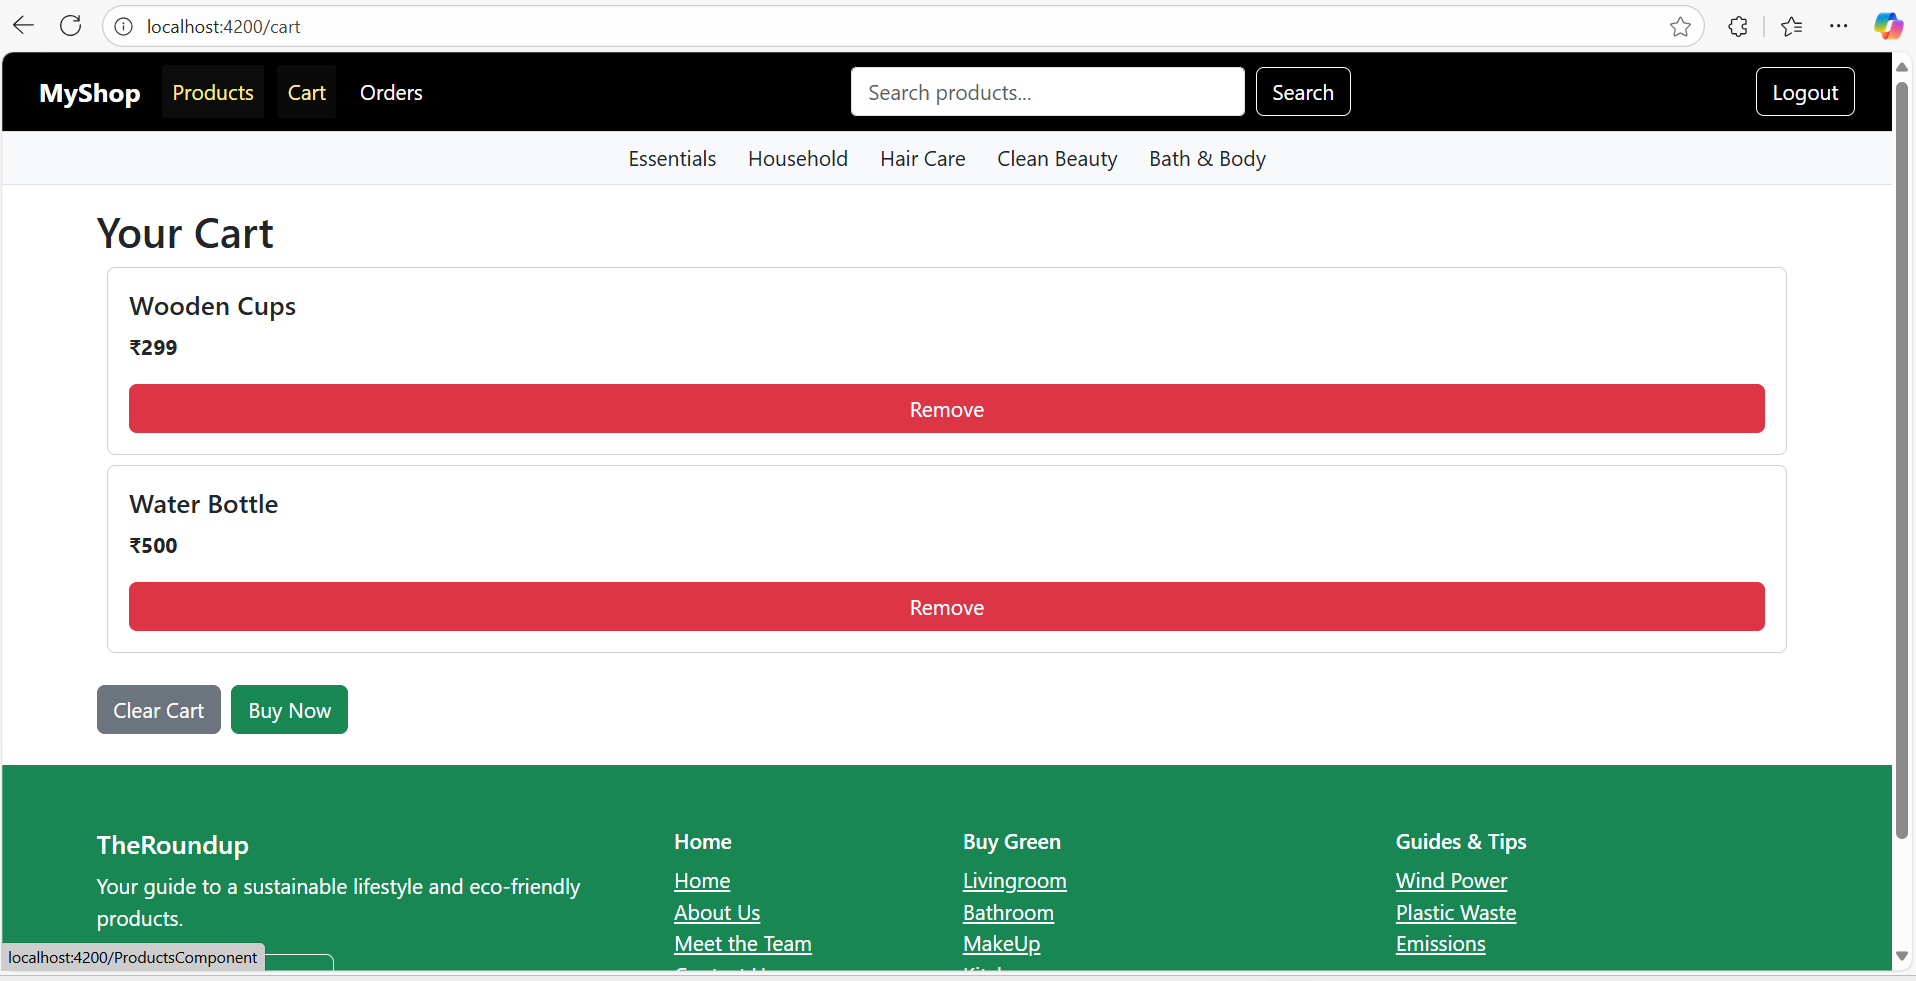 localhost:4200/cart
MyShop Products Cart Orders Search products... Search Logout
Essentials Household Hair Care Clean Beauty Bath & Body
Your Cart
Wooden Cups
₹299
Remove
Water Bottle
₹500
Remove
Clear Cart Buy Now
TheRoundup
Your guide to a sustainable lifestyle and eco-friendly
products.
Home
Home
About Us
Meet the Team
Buy Green
Livingroom
Bathroom
MakeUp
Guides & Tips
Wind Power
Plastic Waste
Emissions
localhost:4200/ProductsComponent